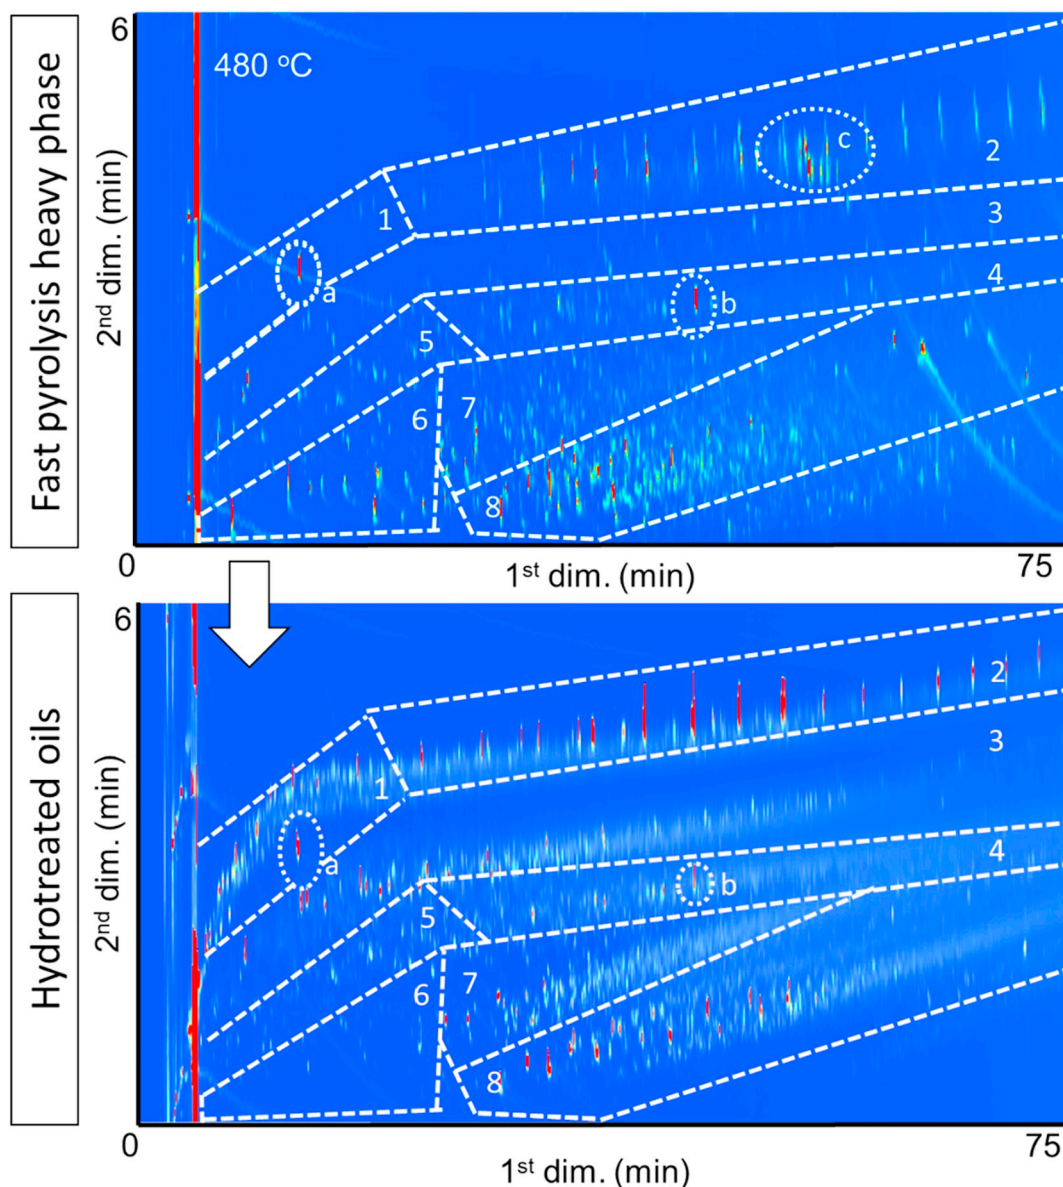 Fast pyrolysis heavy phase
6
480 °C
2nd dim. (min)
c
2
1
3
a
4
b
5
6
7
8
0
1st dim. (min)
75
Hydrotreated oils
6
2nd dim. (min)
2
3
1
a
4
b
5
6
7
8
0
1st dim. (min)
75